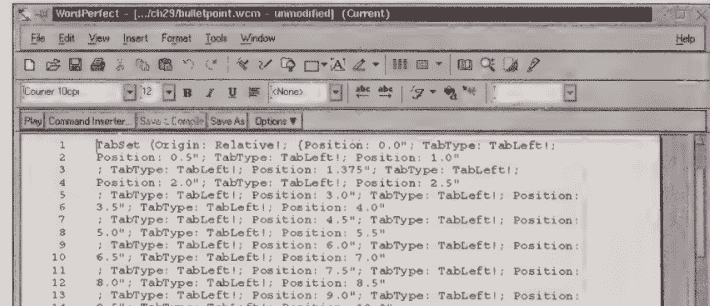 WordPerfect - [.../ch29/bulletpoint.wcm - unmodified] (Current)
File Edit View Insert Format Tools Window Help
Courier 10cpi 12 B I U <None> abc abc
Play Command Inserter... Save & Compile Save As Options ▼
1 TabSet (Origin: Relative!; {Position: 0.0"; TabType: TabLeft!;
2 Position: 0.5"; TabType: TabLeft!; Position: 1.0"
3 ; TabType: TabLeft!; Position: 1.375"; TabType: TabLeft!;
4 Position: 2.0"; TabType: TabLeft!; Position: 2.5"
5 ; TabType: TabLeft!; Position: 3.0"; TabType: TabLeft!; Position:
6 3.5"; TabType: TabLeft!; Position: 4.0"
7 ; TabType: TabLeft!; Position: 4.5"; TabType: TabLeft!; Position:
8 5.0"; TabType: TabLeft!; Position: 5.5"
9 ; TabType: TabLeft!; Position: 6.0"; TabType: TabLeft!; Position:
10 6.5"; TabType: TabLeft!; Position: 7.0"
11 ; TabType: TabLeft!; Position: 7.5"; TabType: TabLeft!; Position:
12 8.0"; TabType: TabLeft!; Position: 8.5"
13 ; TabType: TabLeft!; Position: 9.0"; TabType: TabLeft!; Position: